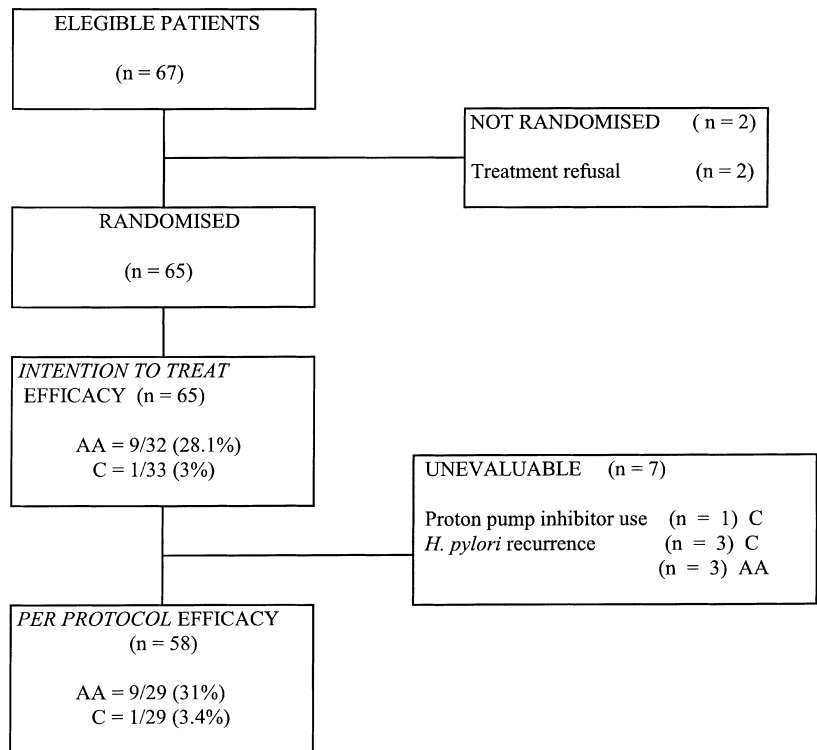 ELEGIBLE PATIENTS
(n = 67)
NOT RANDOMISED ( n = 2)
Treatment refusal (n = 2)
RANDOMISED
(n = 65)
INTENTION TO TREAT
EFFICACY (n = 65)
AA = 9/32 (28.1%)
C = 1/33 (3%)
UNEVALUABLE (n = 7)
Proton pump inhibitor use (n = 1) C
H. pylori recurrence (n = 3) C
(n = 3) AA
PER PROTOCOL EFFICACY
(n = 58)
AA = 9/29 (31%)
C = 1/29 (3.4%)